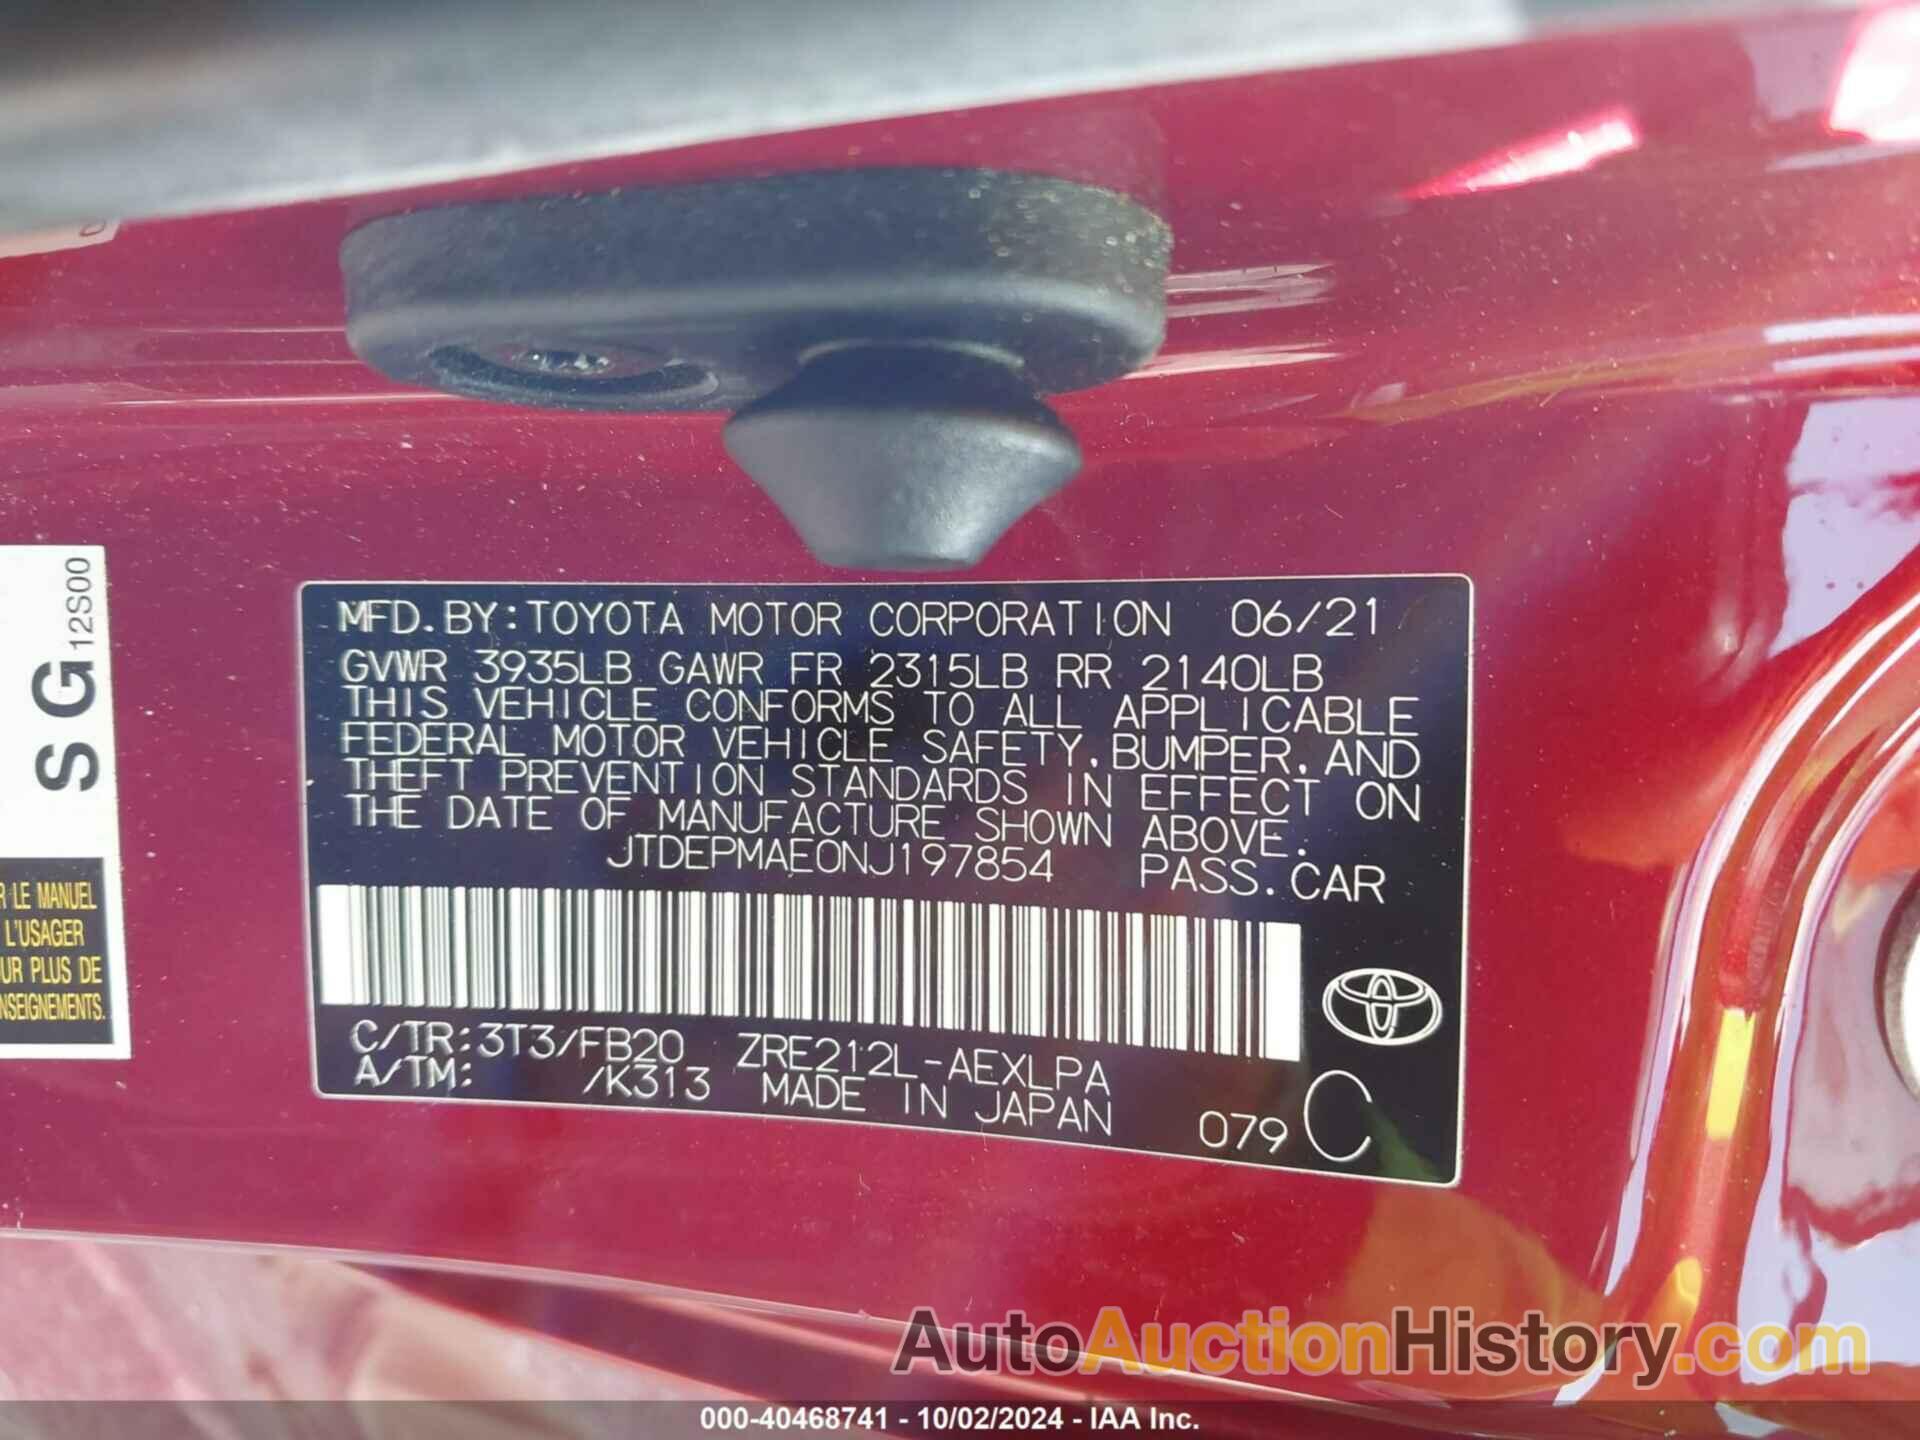 12S00
S G
R LE MANUEL
L'USAGER
UR PLUS DE
NSEIGNEMENTS.
MFD. BY: TOYOTA MOTOR CORPORATION 06/21
GVWR 3935LB GAWR FR 2315LB RR 2140LB
THIS VEHICLE CONFORMS TO ALL APPLICABLE
FEDERAL MOTOR VEHICLE SAFETY, BUMPER, AND
THEFT PREVENTION STANDARDS IN EFFECT ON
THE DATE OF MANUFACTURE SHOWN ABOVE.
JTDEPMAE0NJ197854 PASS. CAR
C/TR: 3T3/FB20 ZRE212L-AEXLPA
A/TM: /K313 MADE IN JAPAN
079 C
AutoAuctionHistory.com
000-40468741 - 10/02/2024 - IAA Inc.